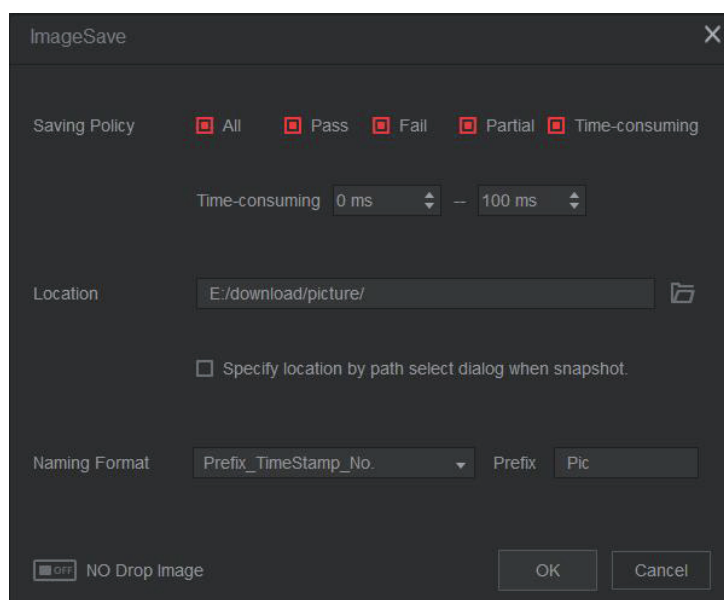 ImageSave
Saving Policy All Pass Fail Partial Time-consuming
Time-consuming 0 ms -- 100 ms
Location E:/download/picture/
Specify location by path select dialog when snapshot.
Naming Format Prefix_TimeStamp_No. Prefix Pic
OFF NO Drop Image OK Cancel